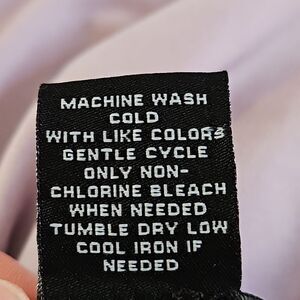 MACHINE WASH
COLD
WITH LIKE COLORS
GENTLE CYCLE
ONLY NON-
CHLORINE BLEACH
WHEN NEEDED
TUMBLE DRY LOW
COOL IRON IF
NEEDED